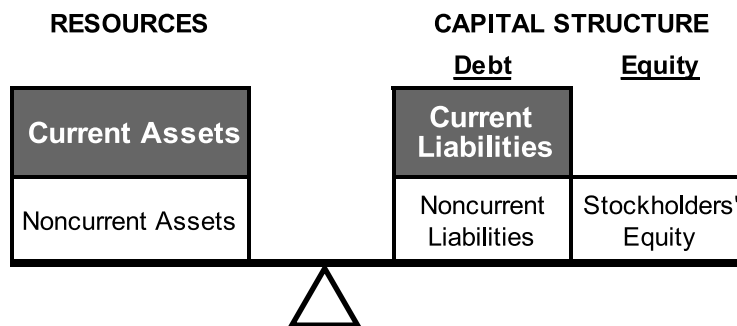 RESOURCES
CAPITAL STRUCTURE
Debt
Equity
Current Assets
Current
Liabilities
Noncurrent Assets
Noncurrent
Liabilities
Stockholders'
Equity